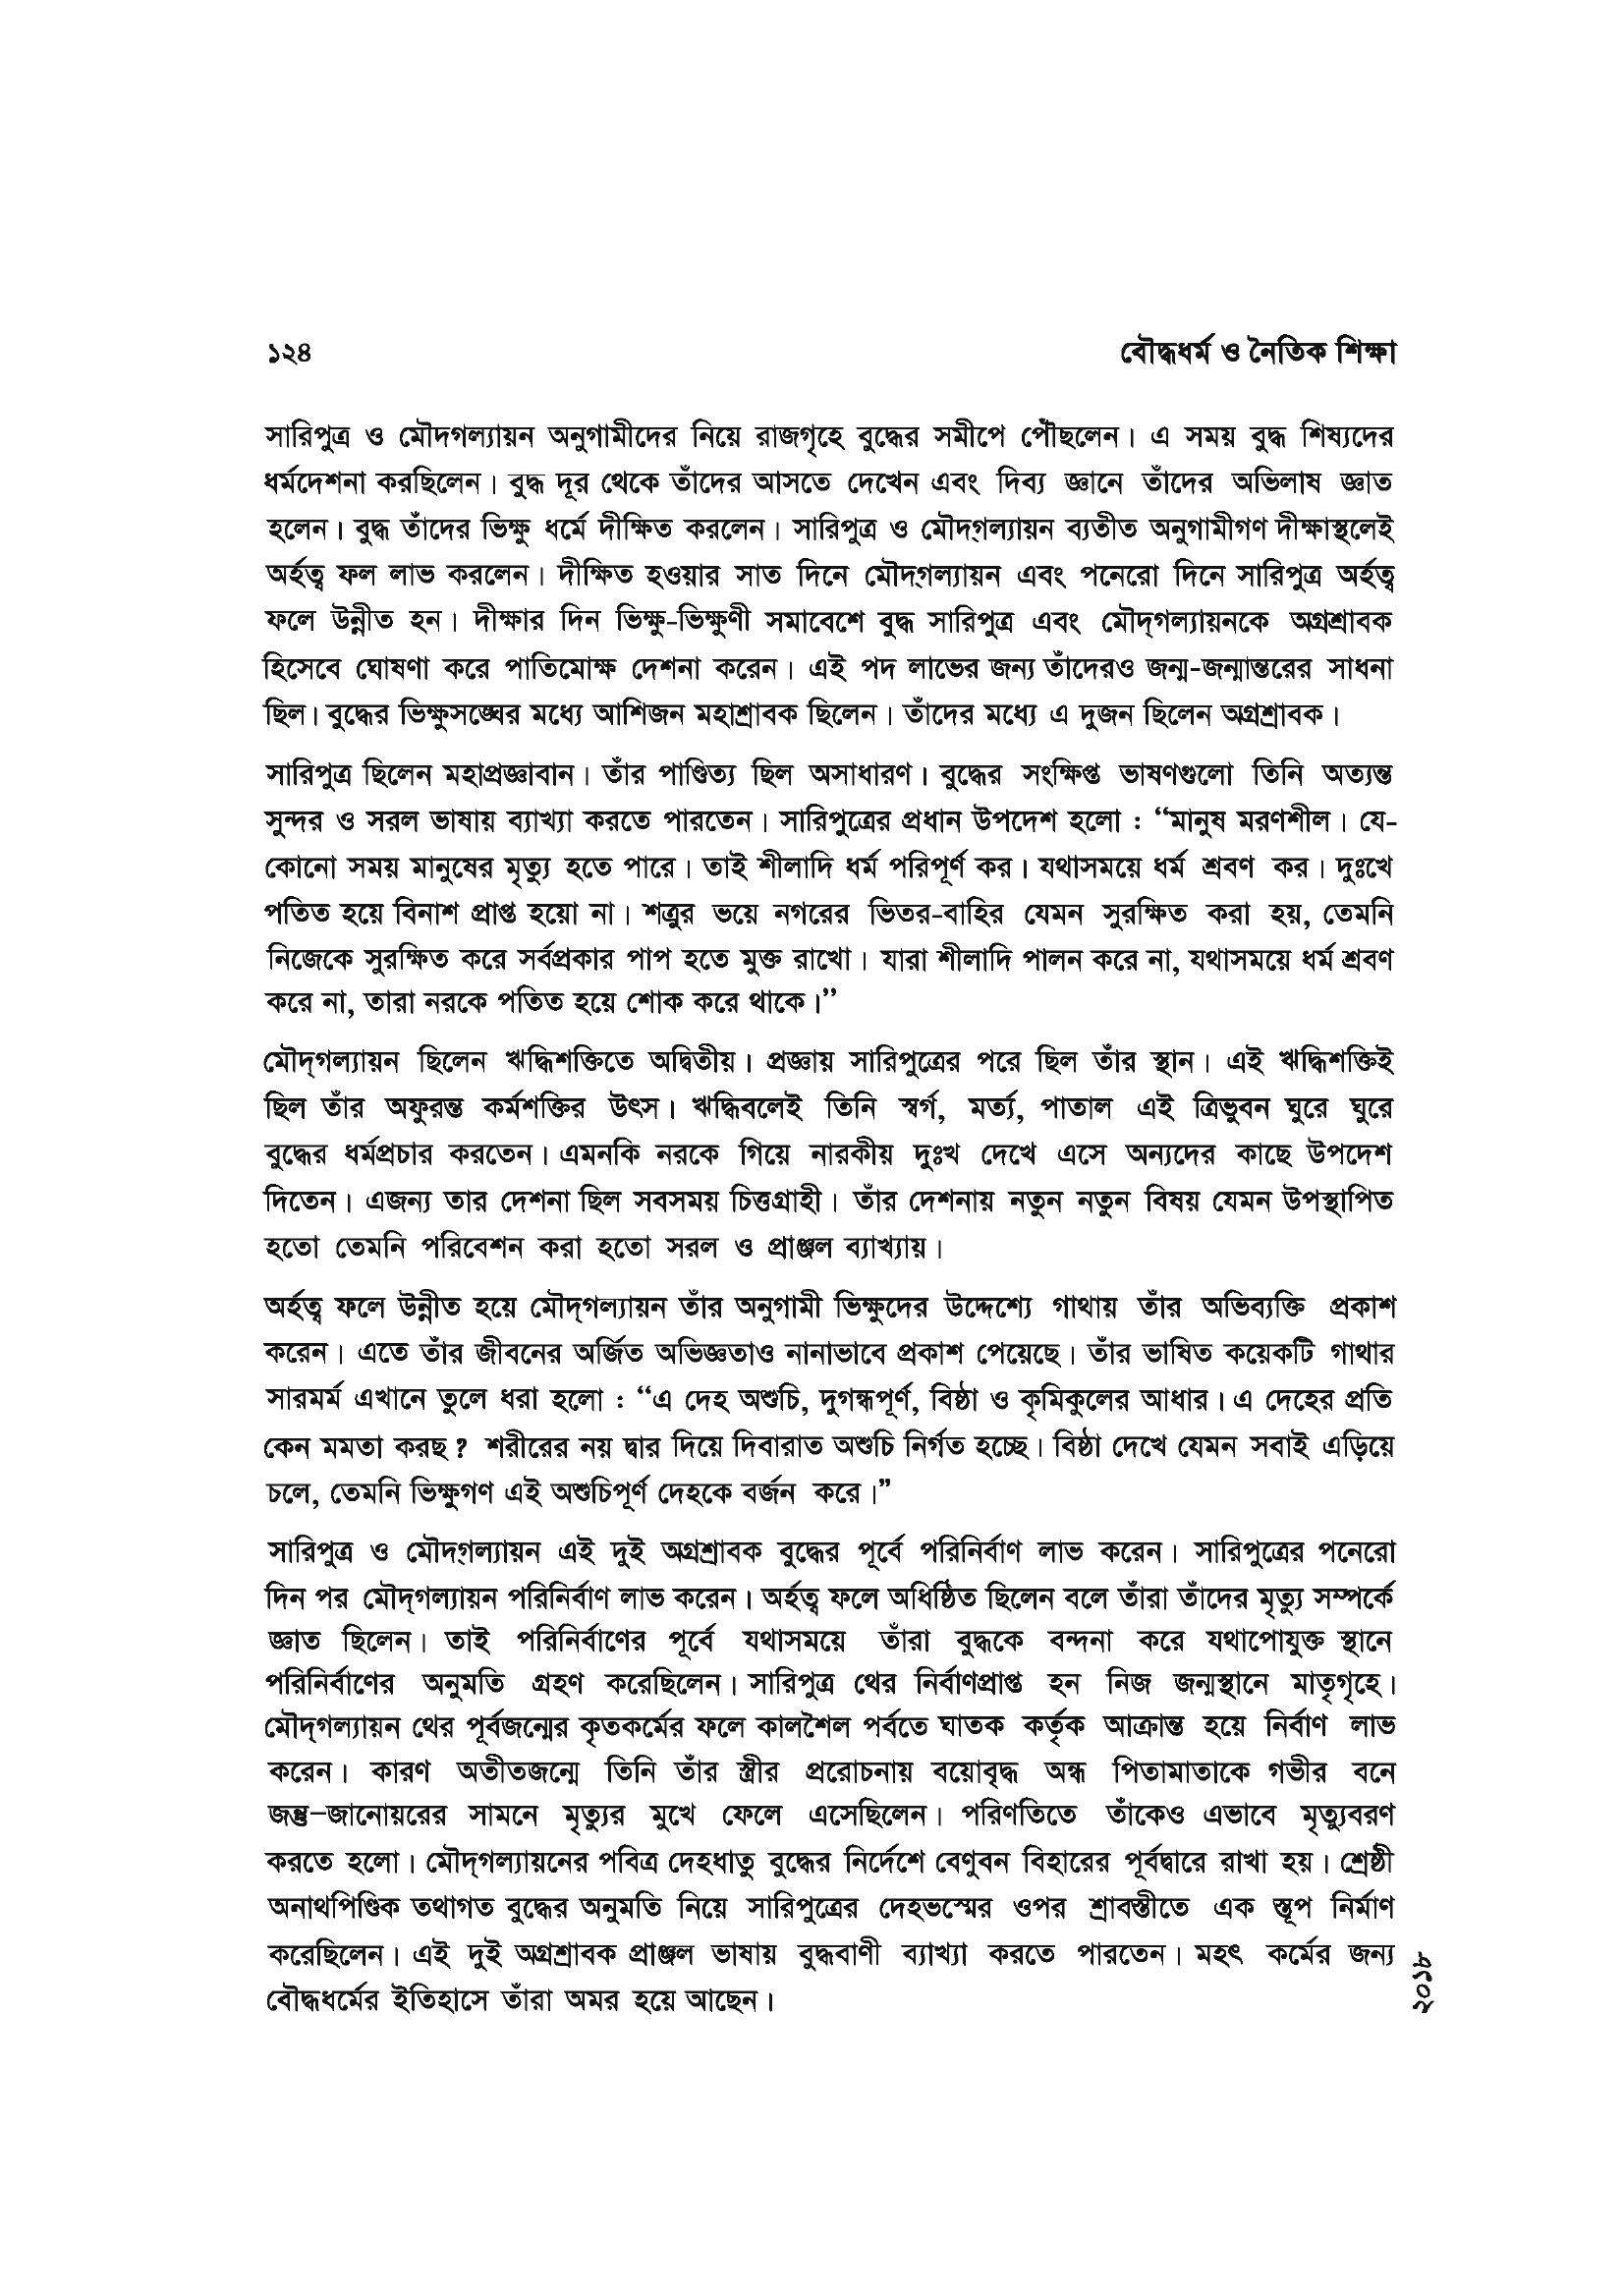 ১২৪ বৌদ্ধধর্ম ও নৈতিক শিক্ষা
সারিপুত্র ও মৌদগল্যায়ন অনুগামীদের নিয়ে রাজগৃহে বুদ্ধের সমীপে পৌঁছলেন। এ সময় বুদ্ধ শিষ্যদের
ধর্মদেশনা করছিলেন। বুদ্ধ দূর থেকে তাঁদের আসতে দেখেন এবং দিব্য জ্ঞানে তাঁদের অভিলাষ জ্ঞাত
হলেন। বুদ্ধ তাঁদের ভিক্ষু ধর্মে দীক্ষিত করলেন। সারিপুত্র ও মৌদ্‌গল্যায়ন ব্যতীত অনুগামীগণ দীক্ষাস্থলেই
অর্হত্ব ফল লাভ করলেন। দীক্ষিত হওয়ার সাত দিনে মৌদ্‌গল্যায়ন এবং পনেরো দিনে সারিপুত্র অর্হত্ব
ফলে উন্নীত হন। দীক্ষার দিন ভিক্ষু-ভিক্ষুণী সমাবেশে বুদ্ধ সারিপুত্র এবং মৌদ্‌গল্যায়নকে অগ্রশ্রাবক
হিসেবে ঘোষণা করে পাতিমোক্ষ দেশনা করেন। এই পদ লাভের জন্য তাঁদেরও জন্ম-জন্মান্তরের সাধনা
ছিল। বুদ্ধের ভিক্ষুসঙ্ঘের মধ্যে আশিজন মহাশ্রাবক ছিলেন। তাঁদের মধ্যে এ দুজন ছিলেন অগ্রশ্রাবক।
সারিপুত্র ছিলেন মহাপ্রজ্ঞাবান। তাঁর পাণ্ডিত্য ছিল অসাধারণ। বুদ্ধের সংক্ষিপ্ত ভাষণগুলো তিনি অত্যন্ত
সুন্দর ও সরল ভাষায় ব্যাখ্যা করতে পারতেন। সারিপুত্রের প্রধান উপদেশ হলো : “মানুষ মরণশীল। যে-
কোনো সময় মানুষের মৃত্যু হতে পারে। তাই শীলাদি ধর্ম পরিপূর্ণ কর। যথাসময়ে ধর্ম শ্রবণ কর। দুঃখে
পতিত হয়ে বিনাশ প্রাপ্ত হয়ো না। শত্রুর ভয়ে নগরের ভিতর-বাহির যেমন সুরক্ষিত করা হয়, তেমনি
নিজেকে সুরক্ষিত করে সর্বপ্রকার পাপ হতে মুক্ত রাখো। যারা শীলাদি পালন করে না, যথাসময়ে ধর্ম শ্রবণ
করে না, তারা নরকে পতিত হয়ে শোক করে থাকে।”
মৌদ্‌গল্যায়ন ছিলেন ঋদ্ধিশক্তিতে অদ্বিতীয়। প্রজ্ঞায় সারিপুত্রের পরে ছিল তাঁর স্থান। এই ঋদ্ধিশক্তিই
ছিল তাঁর অফুরন্ত কর্মশক্তির উৎস। ঋদ্ধিবলেই তিনি স্বর্গ, মর্ত্য, পাতাল এই ত্রিভুবন ঘুরে ঘুরে
বুদ্ধের ধর্মপ্রচার করতেন। এমনকি নরকে গিয়ে নারকীয় দুঃখ দেখে এসে অন্যদের কাছে উপদেশ
দিতেন। এজন্য তার দেশনা ছিল সবসময় চিত্তগ্রাহী। তাঁর দেশনায় নতুন নতুন বিষয় যেমন উপস্থাপিত
হতো তেমনি পরিবেশন করা হতো সরল ও প্রাঞ্জল ব্যাখ্যায়।
অর্হত্ব ফলে উন্নীত হয়ে মৌদ্‌গল্যায়ন তাঁর অনুগামী ভিক্ষুদের উদ্দেশ্যে গাথায় তাঁর অভিব্যক্তি প্রকাশ
করেন। এতে তাঁর জীবনের অর্জিত অভিজ্ঞতাও নানাভাবে প্রকাশ পেয়েছে। তাঁর ভাষিত কয়েকটি গাথার
সারমর্ম এখানে তুলে ধরা হলো : “এ দেহ অশুচি, দুগন্ধপূর্ণ, বিষ্ঠা ও কৃমিকুলের আধার। এ দেহের প্রতি
কেন মমতা করছ? শরীরের নয় দ্বার দিয়ে দিবারাত অশুচি নির্গত হচ্ছে। বিষ্ঠা দেখে যেমন সবাই এড়িয়ে
চলে, তেমনি ভিক্ষুগণ এই অশুচিপূর্ণ দেহকে বর্জন করে।”
সারিপুত্র ও মৌদ্‌গল্যায়ন এই দুই অগ্রশ্রাবক বুদ্ধের পূর্বে পরিনির্বাণ লাভ করেন। সারিপুত্রের পনেরো
দিন পর মৌদ্‌গল্যায়ন পরিনির্বাণ লাভ করেন। অর্হত্ব ফলে অধিষ্ঠিত ছিলেন বলে তাঁরা তাঁদের মৃত্যু সম্পর্কে
জ্ঞাত ছিলেন। তাই পরিনির্বাণের পূর্বে যথাসময়ে তাঁরা বুদ্ধকে বন্দনা করে যথাপোযুক্ত স্থানে
পরিনির্বাণের অনুমতি গ্রহণ করেছিলেন। সারিপুত্র থের নির্বাণপ্রাপ্ত হন নিজ জন্মস্থানে মাতৃগৃহে।
মৌদ্‌গল্যায়ন থের পূর্বজন্মের কৃতকর্মের ফলে কালশৈল পর্বতে ঘাতক কর্তৃক আক্রান্ত হয়ে নির্বাণ লাভ
করেন। কারণ অতীতজন্মে তিনি তাঁর স্ত্রীর প্ররোচনায় বয়োবৃদ্ধ অন্ধ পিতামাতাকে গভীর বনে
জন্তু–জানোয়রের সামনে মৃত্যুর মুখে ফেলে এসেছিলেন। পরিণতিতে তাঁকেও এভাবে মৃত্যুবরণ
করতে হলো। মৌদ্‌গল্যায়নের পবিত্র দেহধাতু বুদ্ধের নির্দেশে বেণুবন বিহারের পূর্বদ্বারে রাখা হয়। শ্রেষ্ঠী
অনাথপিণ্ডিক তথাগত বুদ্ধের অনুমতি নিয়ে সারিপুত্রের দেহভস্মের ওপর শ্রাবস্তীতে এক স্তূপ নির্মাণ
করেছিলেন। এই দুই অগ্রশ্রাবক প্রাঞ্জল ভাষায় বুদ্ধবাণী ব্যাখ্যা করতে পারতেন। মহৎ কর্মের জন্য
বৌদ্ধধর্মের ইতিহাসে তাঁরা অমর হয়ে আছেন।
২০১৮